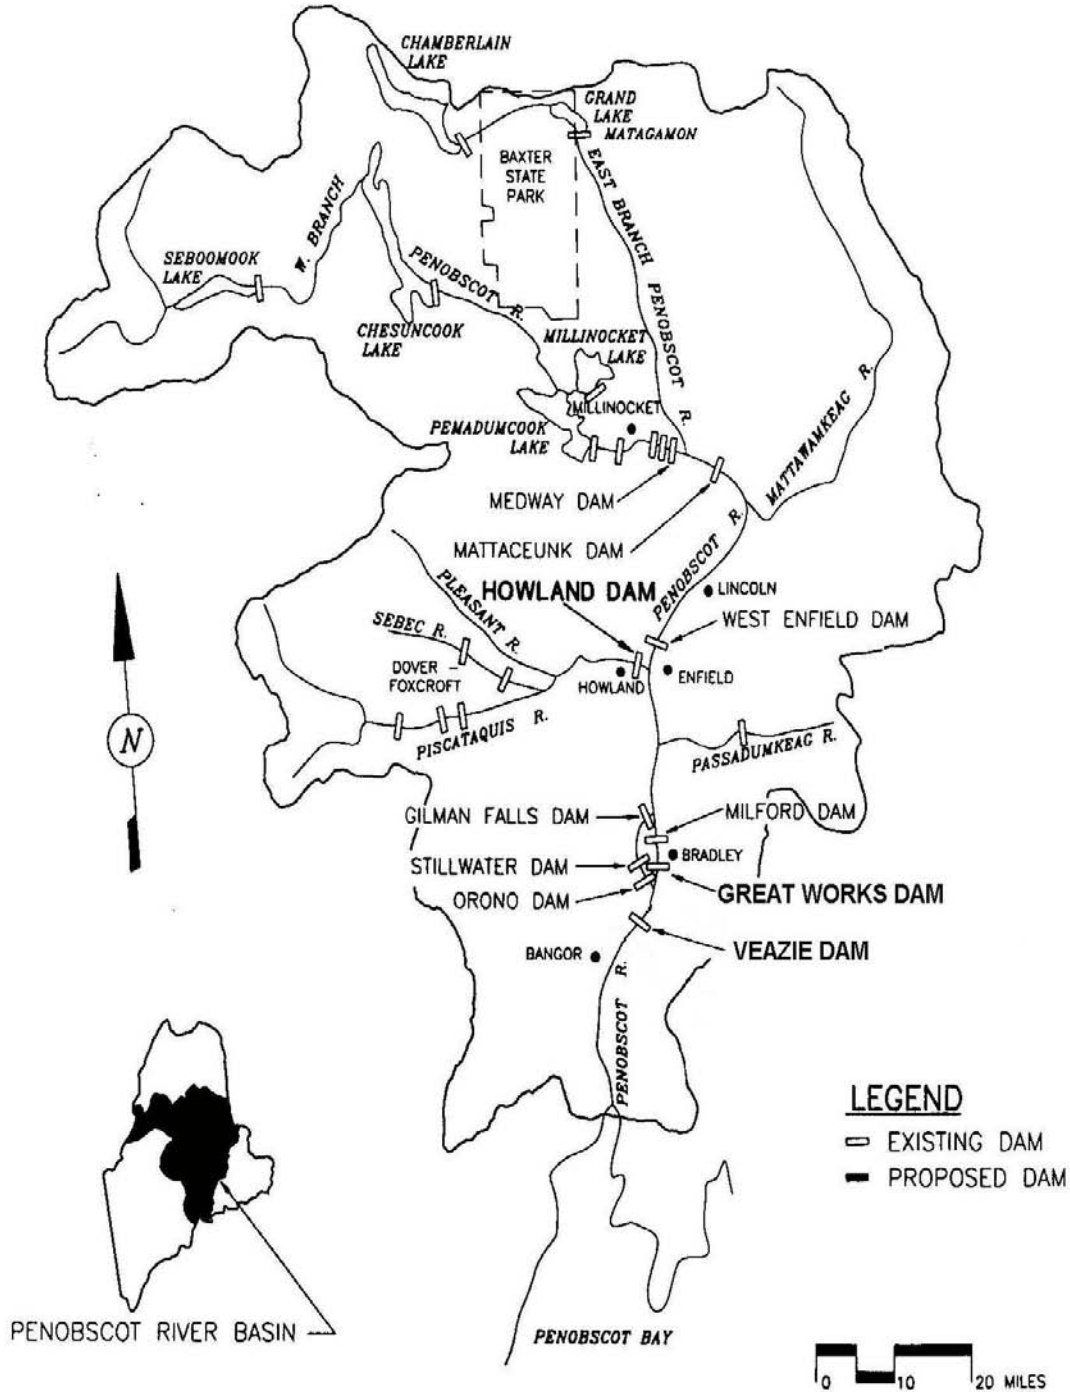 CHAMBERLAIN
LAKE
GRAND
LAKE
MATAGAMON
BAXTER
STATE
PARK
EAST BRANCH PENOBSCOT R.
W. BRANCH
PENOBSCOT R.
SEBOOMOOK
LAKE
CHESUNCOOK
LAKE
MILLINOCKET
LAKE
MILLINOCKET
PEMADUMCOOK
LAKE
MATTAWAMKEAG R.
MEDWAY DAM
MATTACEUNK DAM
PENOBSCOT R.
HOWLAND DAM
LINCOLN
WEST ENFIELD DAM
PLEASANT R.
SEBEC R.
DOVER -
FOXCROFT
HOWLAND
ENFIELD
PISCATAQUIS R.
PASSADUMKEAG R.
N
GILMAN FALLS DAM
MILFORD DAM
BRADLEY
STILLWATER DAM
GREAT WORKS DAM
ORONO DAM
VEAZIE DAM
BANGOR
PENOBSCOT R.
LEGEND
EXISTING DAM
PROPOSED DAM
PENOBSCOT RIVER BASIN
PENOBSCOT BAY
0 10 20 MILES